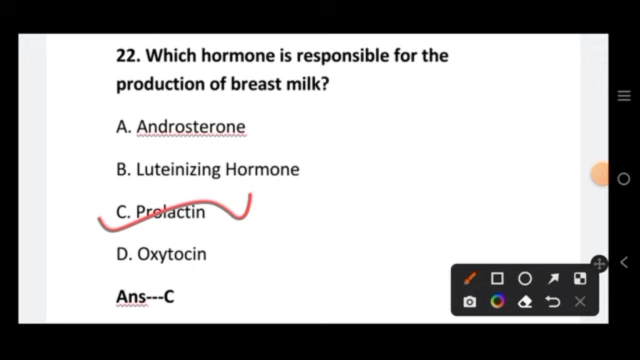 22. Which hormone is responsible for the
production of breast milk?
A. Androsterone
B. Luteinizing Hormone
C. Prolactin
D. Oxytocin
Ans---C